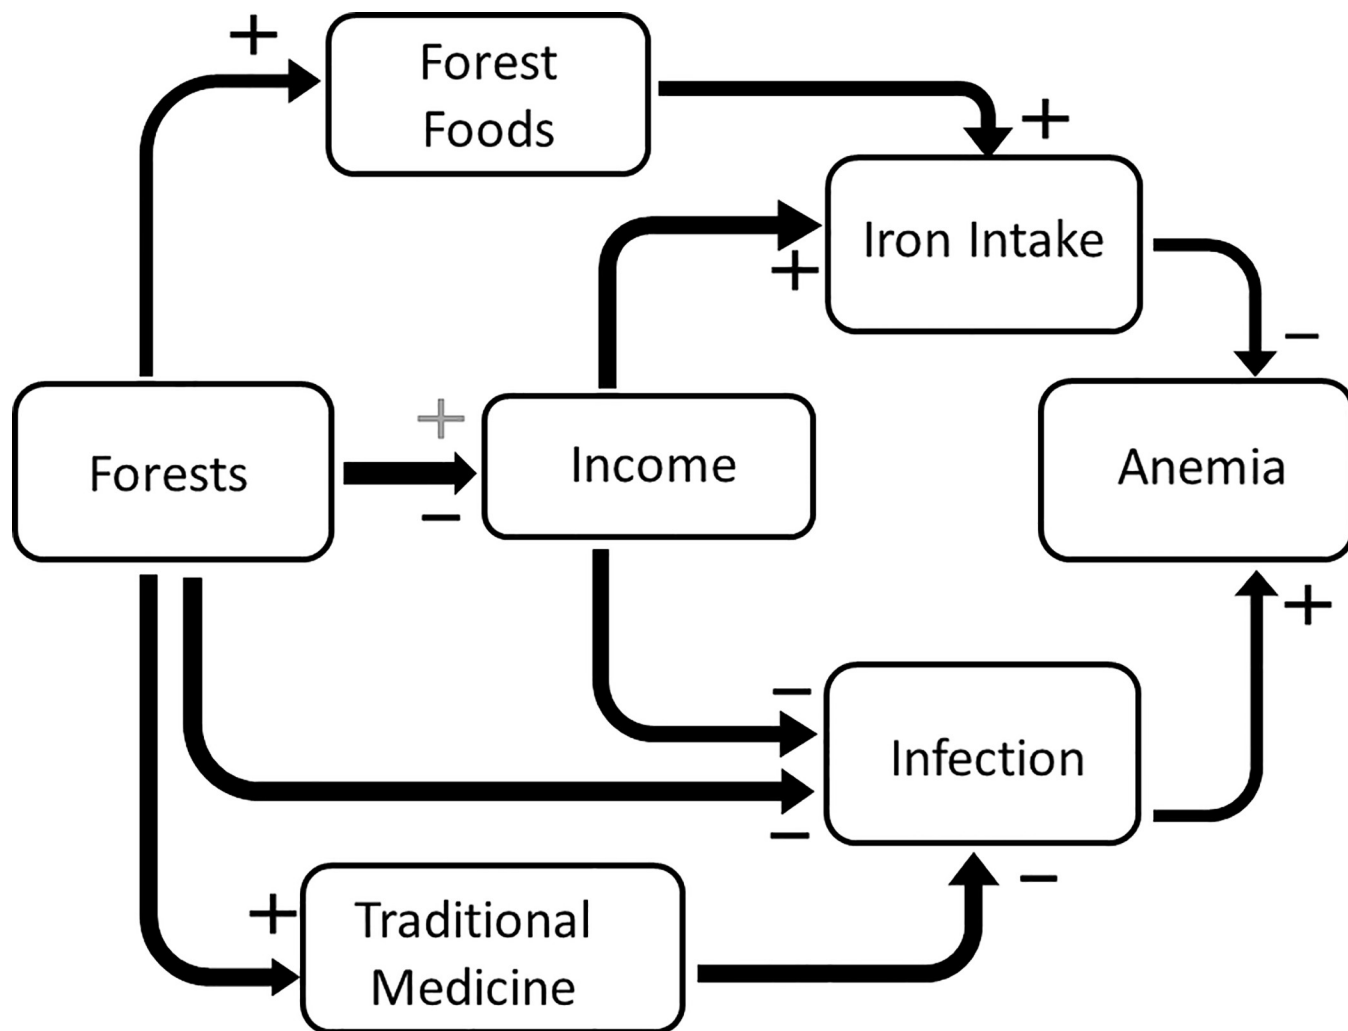 +
Forest
Foods
+
Iron Intake
+
−
Forests
+
−
Income
Anemia
+
−
Infection
−
−
+
Traditional
Medicine